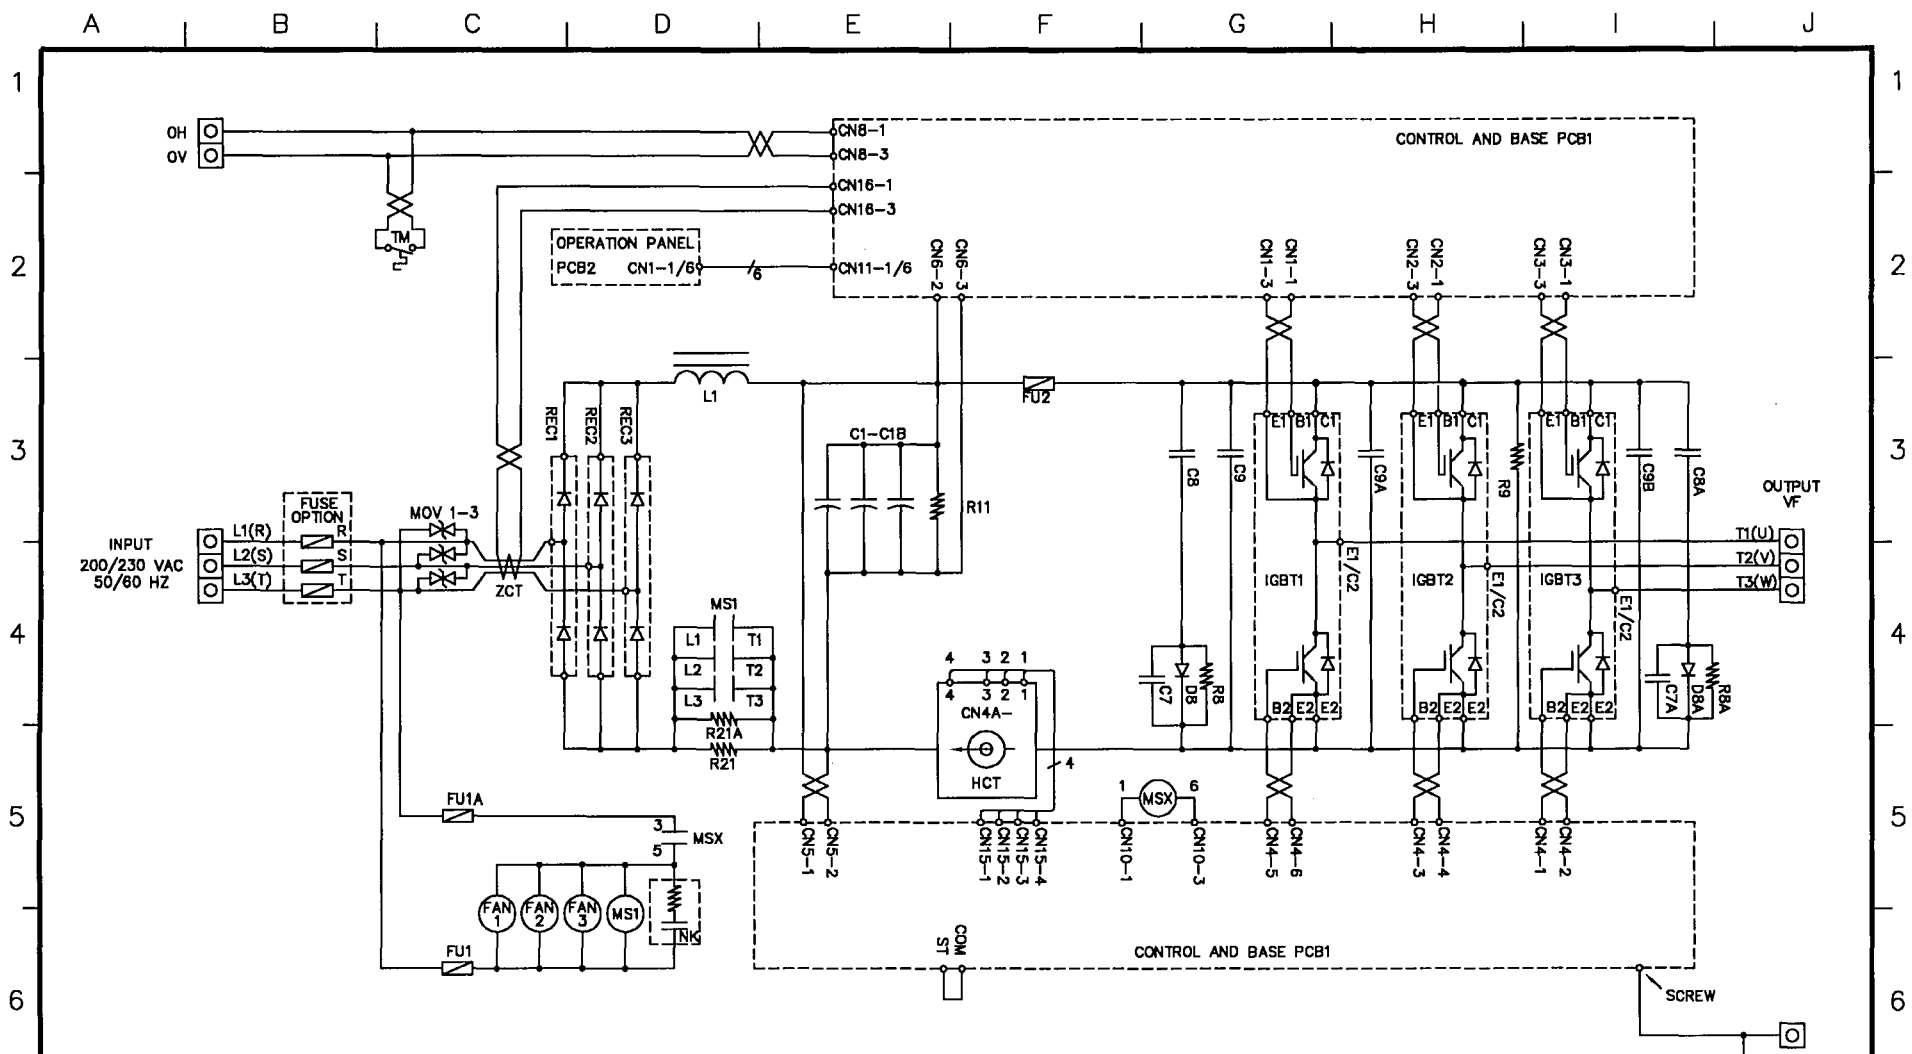 A B C D E F G H I J
1 1
OH
OV
CN8-1
CN8-3
CONTROL AND BASE PCB1
CN16-1
CN16-3
TM
OPERATION PANEL
PCB2 CN1-1/6
6
CN11-1/6
CN6-2
CN6-3
CN1-3
CN1-1
CN2-3
CN2-1
CN3-3
CN3-1
2 2
L1
FU2
REC1
REC2
REC3
C1-C1B
R11
C8
C9
E1 B1 C1
C9A
E1 B1 C1
R9
E1 B1 C1
C9B
C8A
3 3
FUSE
OPTION
MOV 1-3
OUTPUT
VF
INPUT
200/230 VAC
50/60 HZ
L1(R)
R
L2(S)
S
L3(T)
T
ZCT
IGBT1
E1/C2
IGBT2
E1/C2
IGBT3
E1/C2
T1(U)
T2(V)
T3(W)
MS1
L1 T1
L2 T2
L3 T3
R21A
R21
4 4
4 3 2 1
4 3 2 1
CN4A-
HCT
4
C7
D8
R8
B2 E2 E2
B2 E2 E2
B2 E2 E2
C7A
D8A
R8A
1 MSX 6
FU1A
3
MSX
5
5 5
CN5-1
CN5-2
CN15-1
CN15-2
CN15-3
CN15-4
CN10-1
CN10-3
CN4-5
CN4-6
CN4-3
CN4-4
CN4-1
CN4-2
FAN
1
FAN
2
FAN
3
MS1
NK
FU1
ST
COM
CONTROL AND BASE PCB1
SCREW
6 6